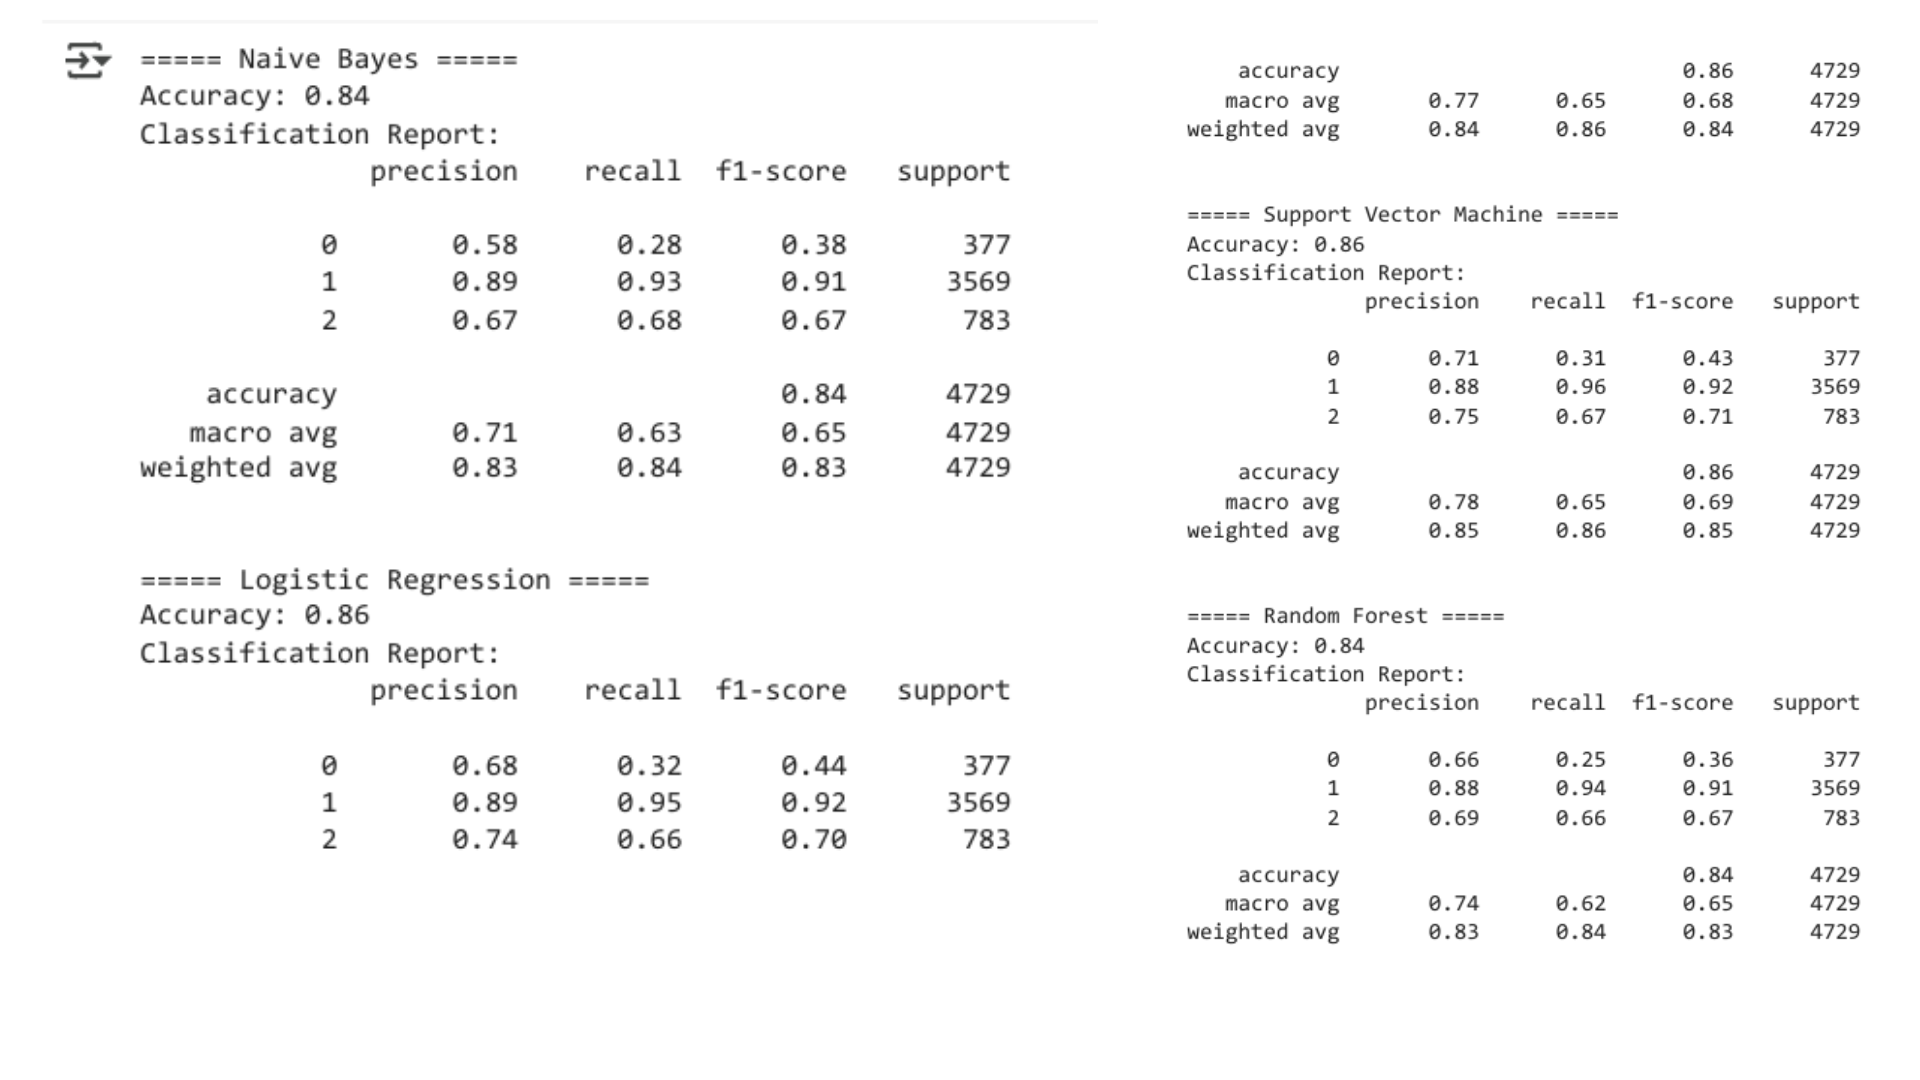 ===== Naive Bayes =====
Accuracy: 0.84
Classification Report:
precision recall f1-score support
0 0.58 0.28 0.38 377
1 0.89 0.93 0.91 3569
2 0.67 0.68 0.67 783
accuracy 0.84 4729
macro avg 0.71 0.63 0.65 4729
weighted avg 0.83 0.84 0.83 4729
===== Logistic Regression =====
Accuracy: 0.86
Classification Report:
precision recall f1-score support
0 0.68 0.32 0.44 377
1 0.89 0.95 0.92 3569
2 0.74 0.66 0.70 783
accuracy 0.86 4729
macro avg 0.77 0.65 0.68 4729
weighted avg 0.84 0.86 0.84 4729
===== Support Vector Machine =====
Accuracy: 0.86
Classification Report:
precision recall f1-score support
0 0.71 0.31 0.43 377
1 0.88 0.96 0.92 3569
2 0.75 0.67 0.71 783
accuracy 0.86 4729
macro avg 0.78 0.65 0.69 4729
weighted avg 0.85 0.86 0.85 4729
===== Random Forest =====
Accuracy: 0.84
Classification Report:
precision recall f1-score support
0 0.66 0.25 0.36 377
1 0.88 0.94 0.91 3569
2 0.69 0.66 0.67 783
accuracy 0.84 4729
macro avg 0.74 0.62 0.65 4729
weighted avg 0.83 0.84 0.83 4729